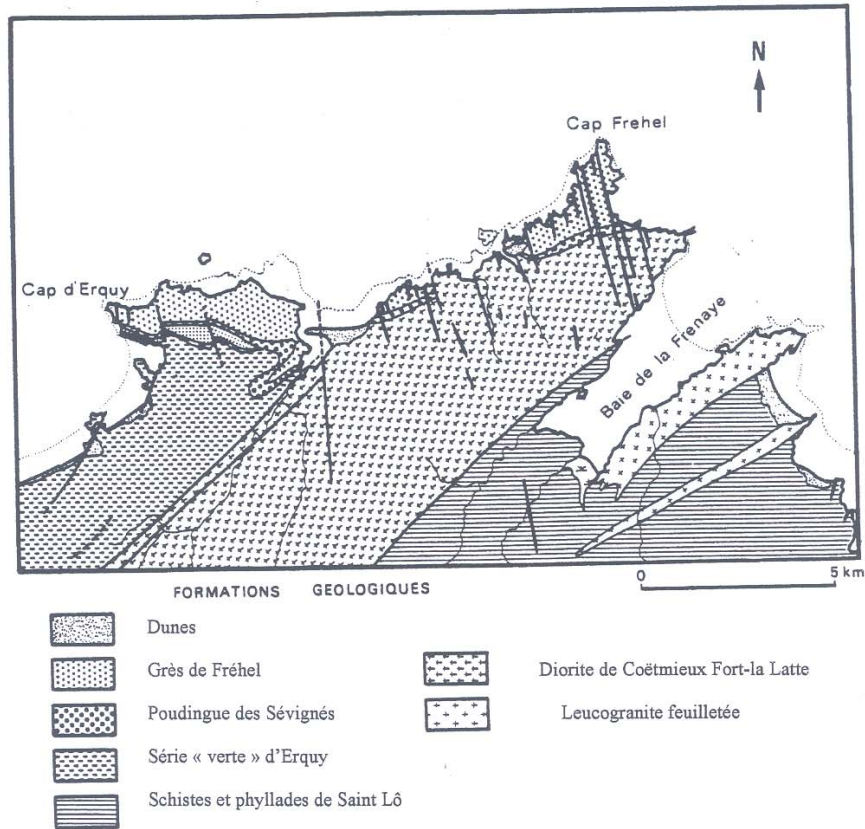 N
Cap Frehel
Cap d'Erquy
Baie de la Frenaye
FORMATIONS GEOLOGIQUES
0 5 km
Dunes
Grès de Fréhel
Poudingue des Sévignés
Série « verte » d'Erquy
Schistes et phyllades de Saint Lô
Diorite de Coëtmieux Fort-la Latte
Leucogranite feuilletée